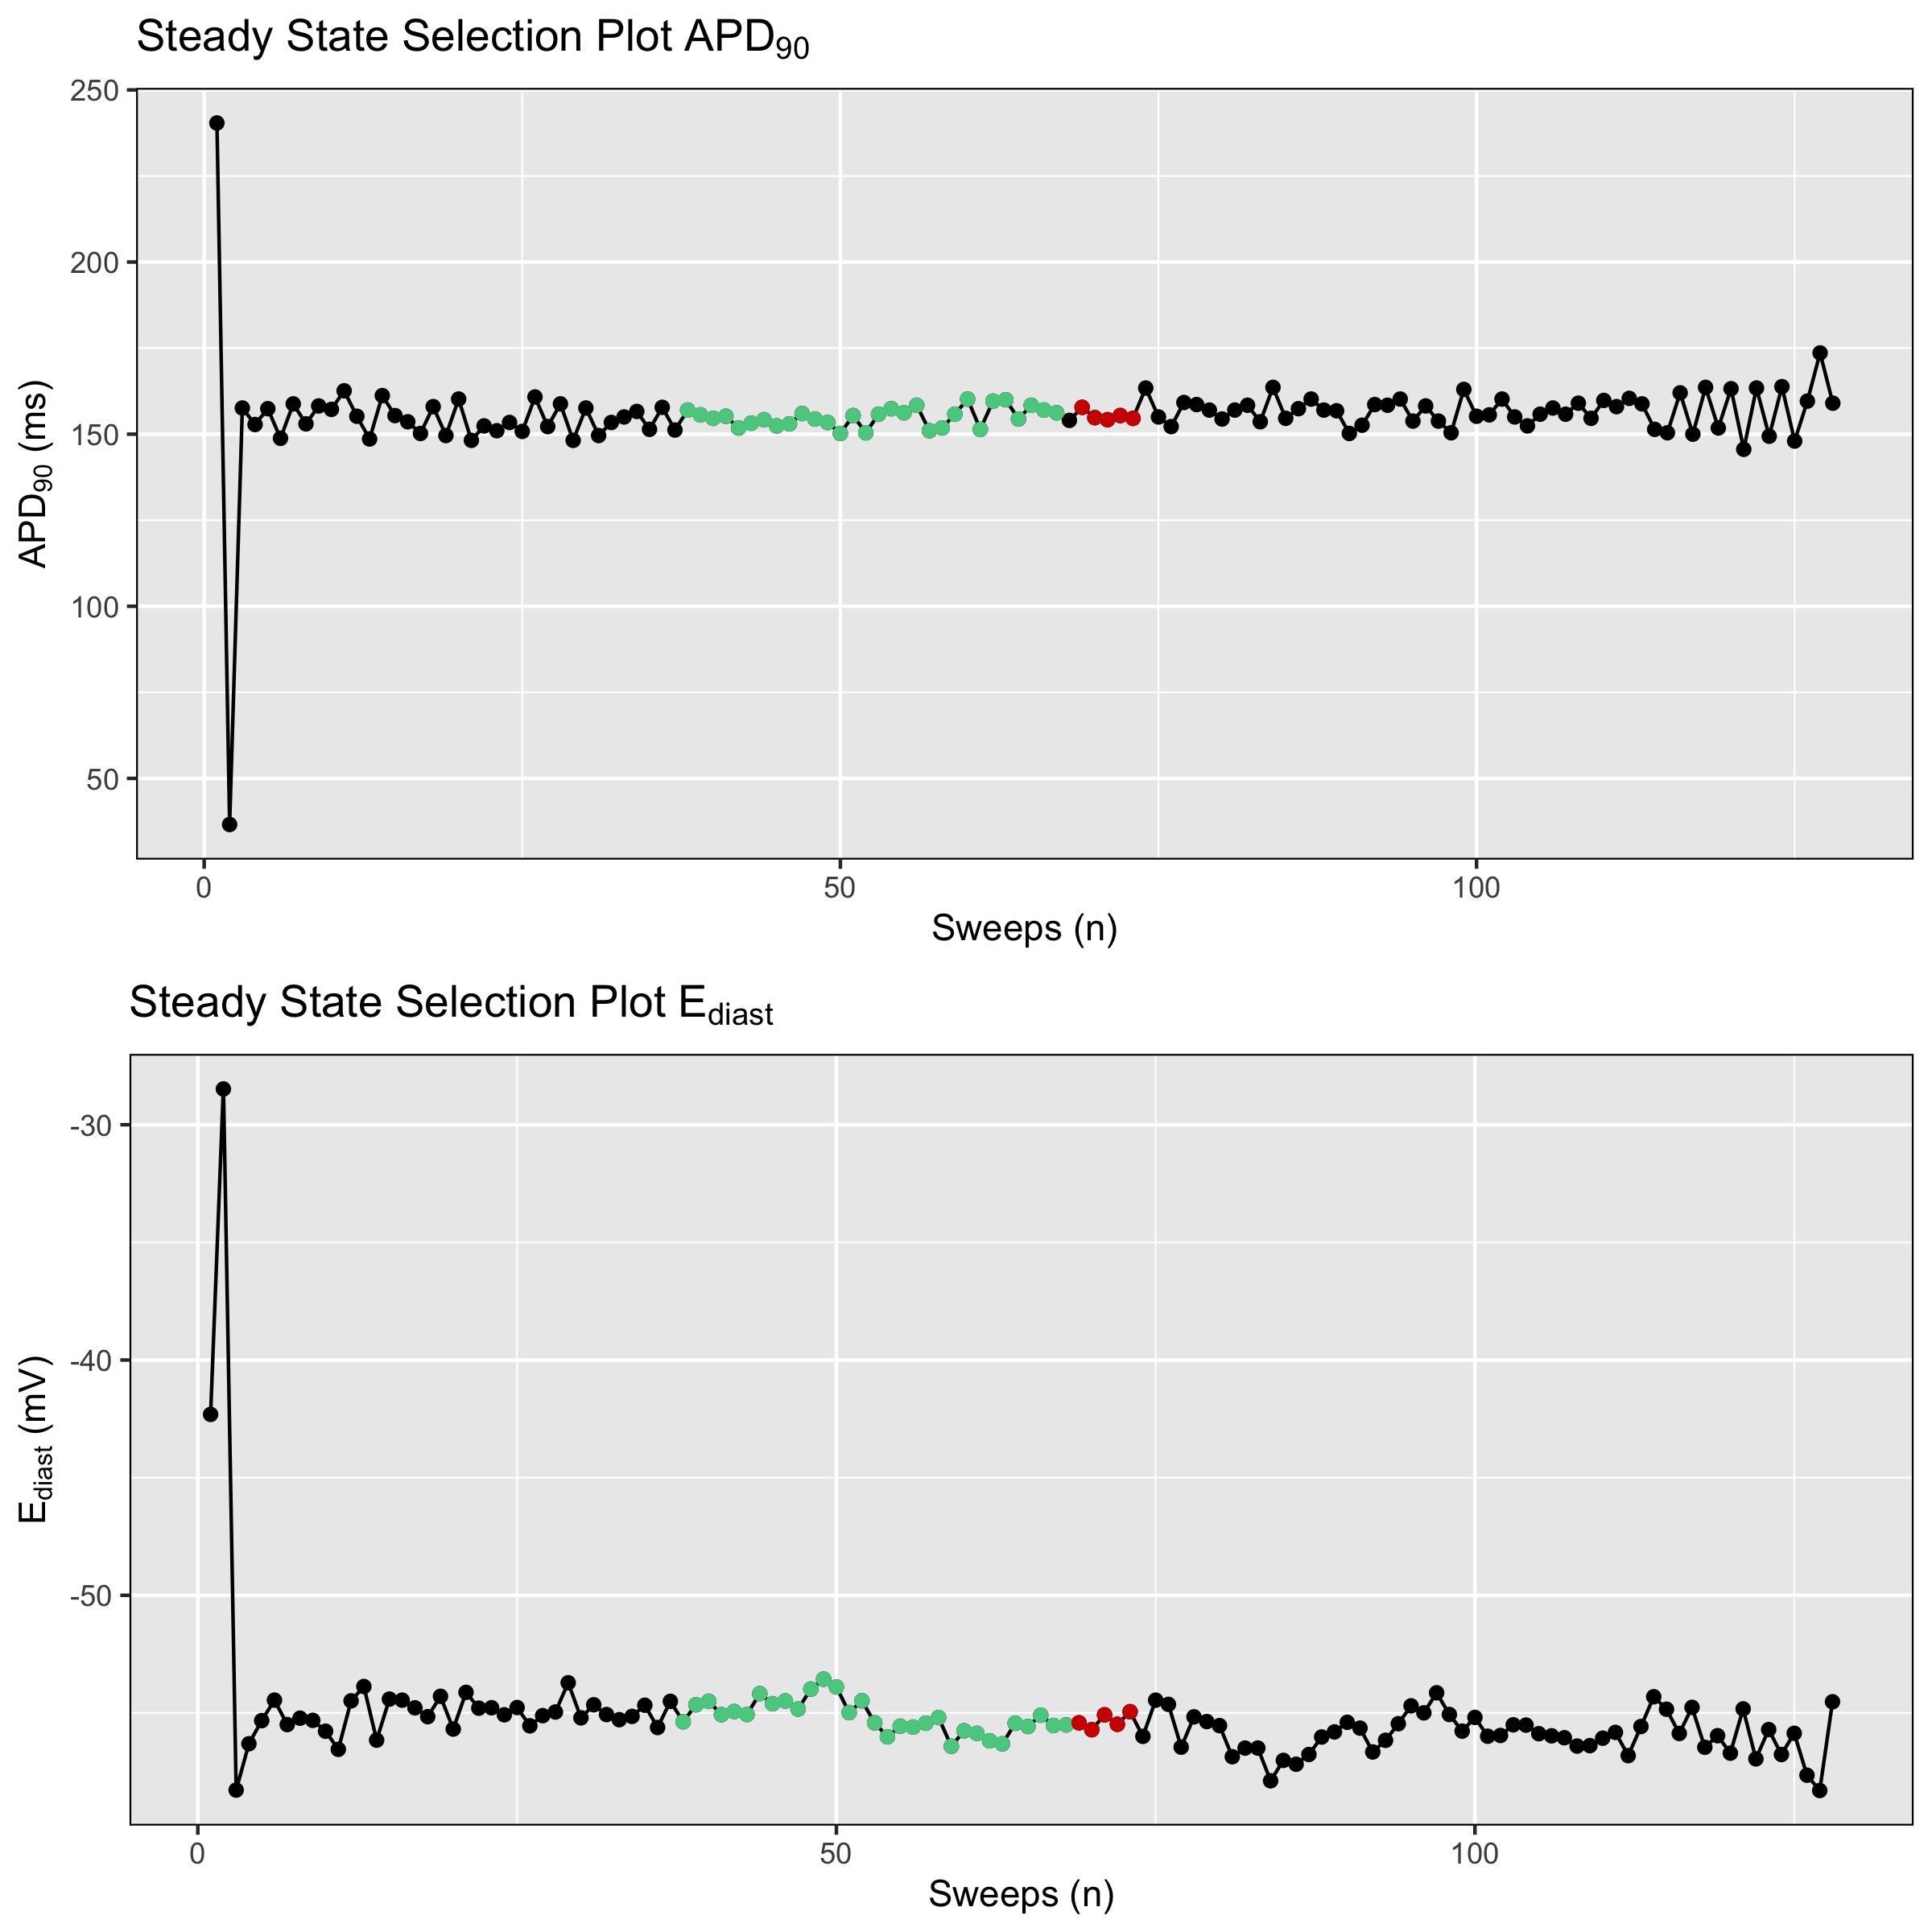 Steady State Selection Plot APD90
250
200
150
100
50
APD90 (ms)
0 50 100
Sweeps (n)
Steady State Selection Plot Ediast
-30
-40
-50
Ediast (mV)
0 50 100
Sweeps (n)